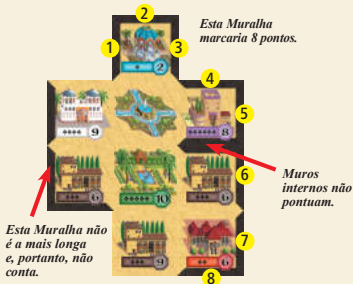 2
Esta Muralha
marcaria 8 pontos.
1
3
2
4
5
9
8
Muros
internos não
pontuam.
6
6
10
6
Esta Muralha não
é a mais longa
e, portanto, não
conta.
7
9
6
8